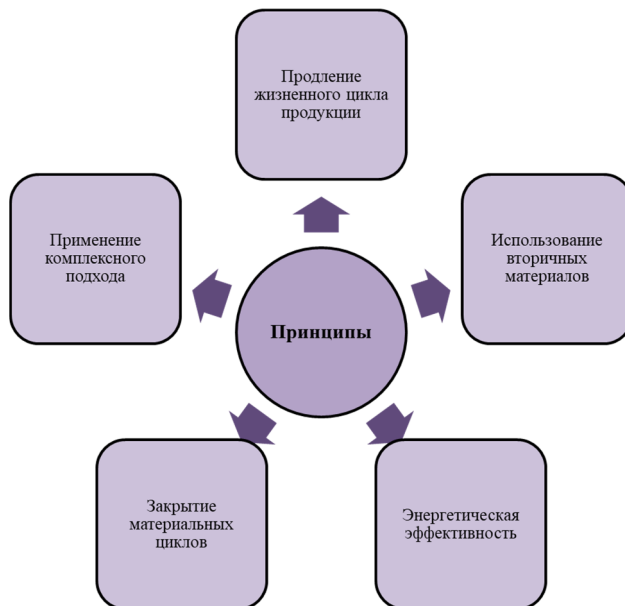 Продление
жизненного цикла
продукции
Применение
комплексного
подхода
Использование
вторичных
материалов
Принципы
Закрытие
материальных
циклов
Энергетическая
эффективность